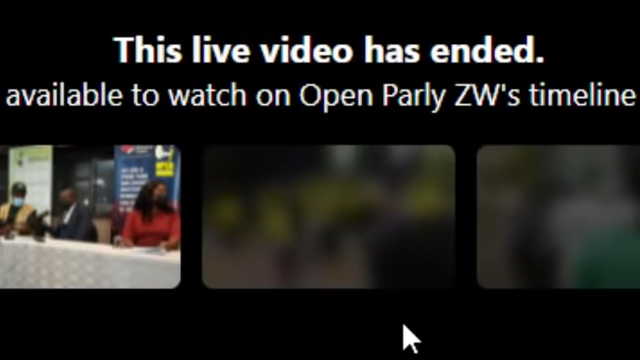 This live video has ended.
available to watch on Open Parly ZW's timeline